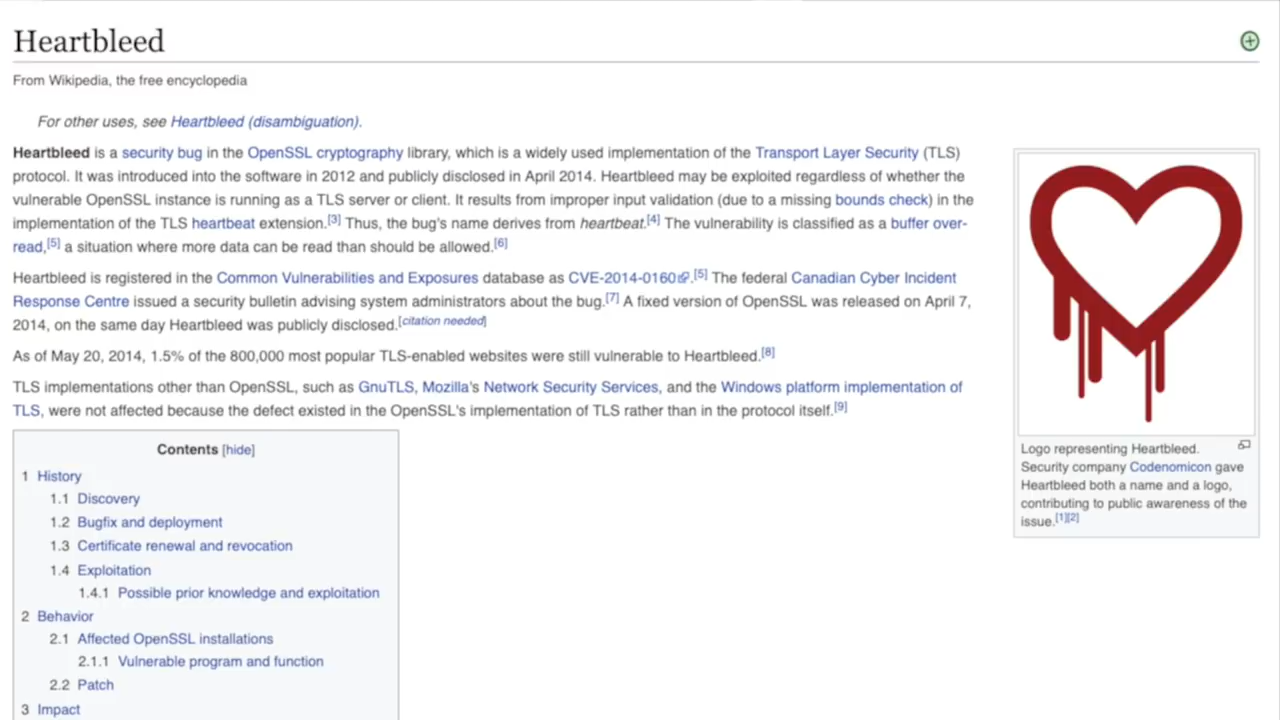 Heartbleed
From Wikipedia, the free encyclopedia
For other uses, see Heartbleed (disambiguation).
Heartbleed is a security bug in the OpenSSL cryptography library, which is a widely used implementation of the Transport Layer Security (TLS)
protocol. It was introduced into the software in 2012 and publicly disclosed in April 2014. Heartbleed may be exploited regardless of whether the
vulnerable OpenSSL instance is running as a TLS server or client. It results from improper input validation (due to a missing bounds check) in the
implementation of the TLS heartbeat extension.[3] Thus, the bug's name derives from heartbeat.[4] The vulnerability is classified as a buffer over-
read,[5] a situation where more data can be read than should be allowed.[6]
Heartbleed is registered in the Common Vulnerabilities and Exposures database as CVE-2014-0160.[5] The federal Canadian Cyber Incident
Response Centre issued a security bulletin advising system administrators about the bug.[7] A fixed version of OpenSSL was released on April 7,
2014, on the same day Heartbleed was publicly disclosed.[citation needed]
As of May 20, 2014, 1.5% of the 800,000 most popular TLS-enabled websites were still vulnerable to Heartbleed.[8]
TLS implementations other than OpenSSL, such as GnuTLS, Mozilla's Network Security Services, and the Windows platform implementation of
TLS, were not affected because the defect existed in the OpenSSL's implementation of TLS rather than in the protocol itself.[9]
Logo representing Heartbleed.
Security company Codenomicon gave
Heartbleed both a name and a logo,
contributing to public awareness of the
issue.[1][2]
Contents [hide]
1 History
1.1 Discovery
1.2 Bugfix and deployment
1.3 Certificate renewal and revocation
1.4 Exploitation
1.4.1 Possible prior knowledge and exploitation
2 Behavior
2.1 Affected OpenSSL installations
2.1.1 Vulnerable program and function
2.2 Patch
3 Impact